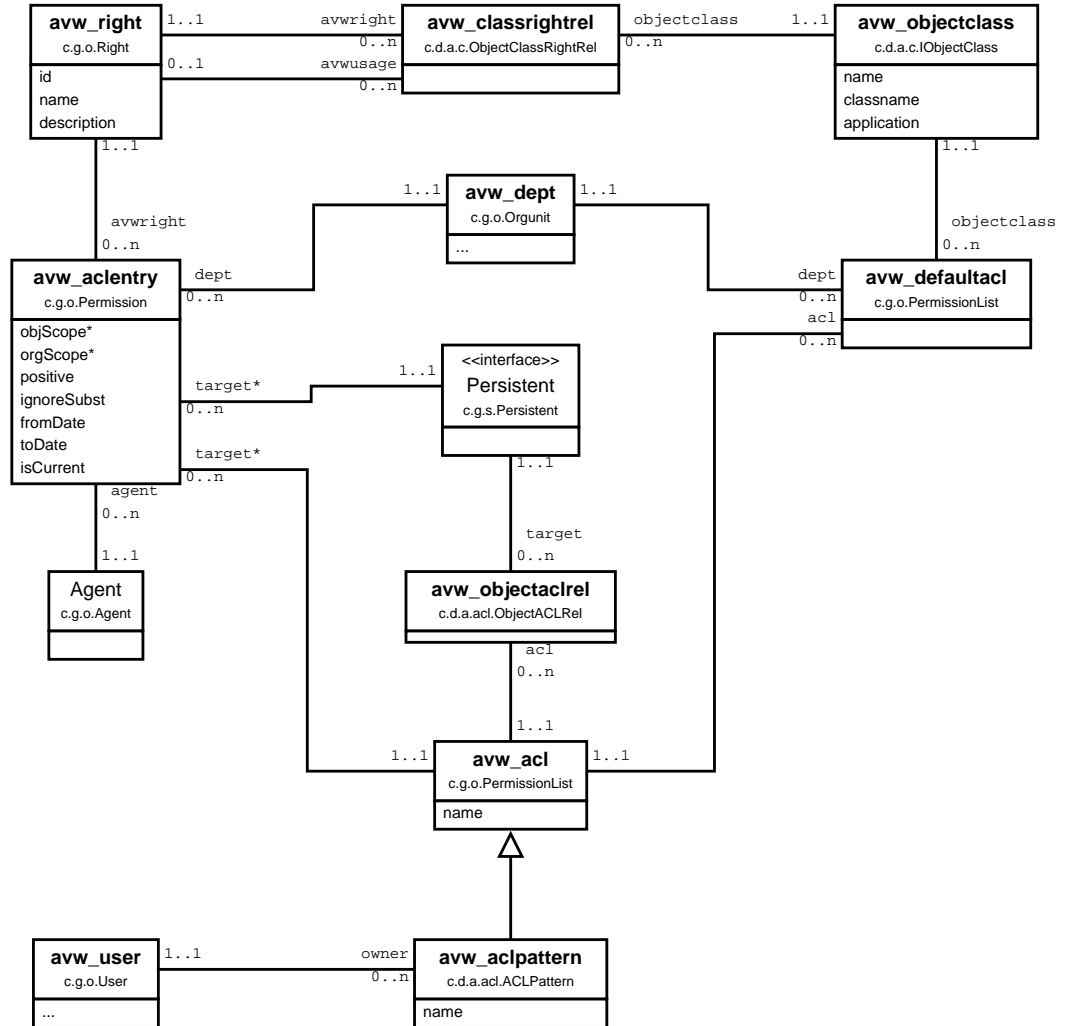 avw_right
c.g.o.Right
id
name
description
1..1
avwright
0..n
0..1
avwusage
0..n
avw_classrightrel
c.d.a.c.ObjectClassRightRel
objectclass
0..n
1..1
avw_objectclass
c.d.a.c.IObjectClass
name
classname
application
1..1
avwright
0..n
1..1
avw_dept
c.g.o.Orgunit
...
1..1
1..1
objectclass
0..n
avw_aclentry
c.g.o.Permission
objScope*
orgScope*
positive
ignoreSubst
fromDate
toDate
isCurrent
dept
0..n
dept
0..n
acl
0..n
avw_defaultacl
c.g.o.PermissionList
target*
0..n
1..1
<<interface>>
Persistent
c.g.s.Persistent
target*
0..n
1..1
agent
0..n
1..1
Agent
c.g.o.Agent
target
0..n
avw_objectaclrel
c.d.a.acl.ObjectACLRel
acl
0..n
1..1
1..1
avw_acl
c.g.o.PermissionList
name
1..1
avw_user
c.g.o.User
...
1..1
owner
0..n
avw_aclpattern
c.d.a.acl.ACLPattern
name